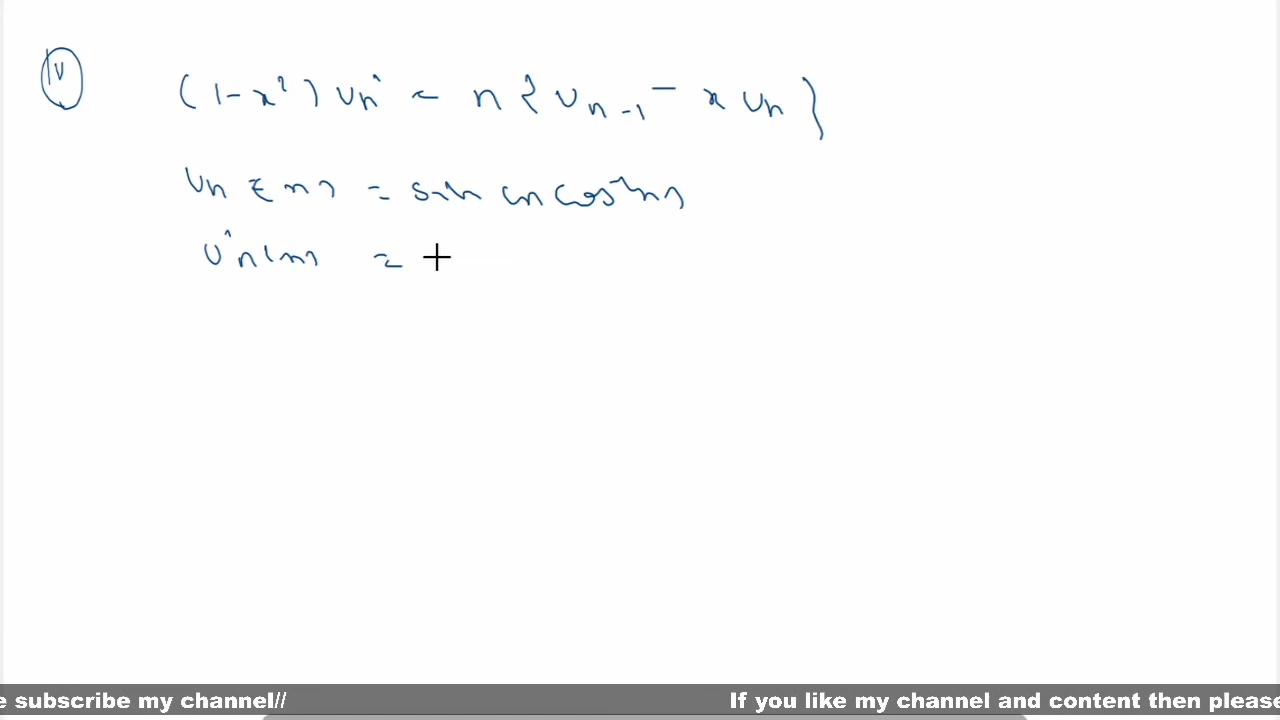 (IV)
(1-x²) Un' = n { Un-1 - x Un }
Un (x) = sin (n cos⁻¹x)
U'n(x) =
e subscribe my channel// If you like my channel and content then please